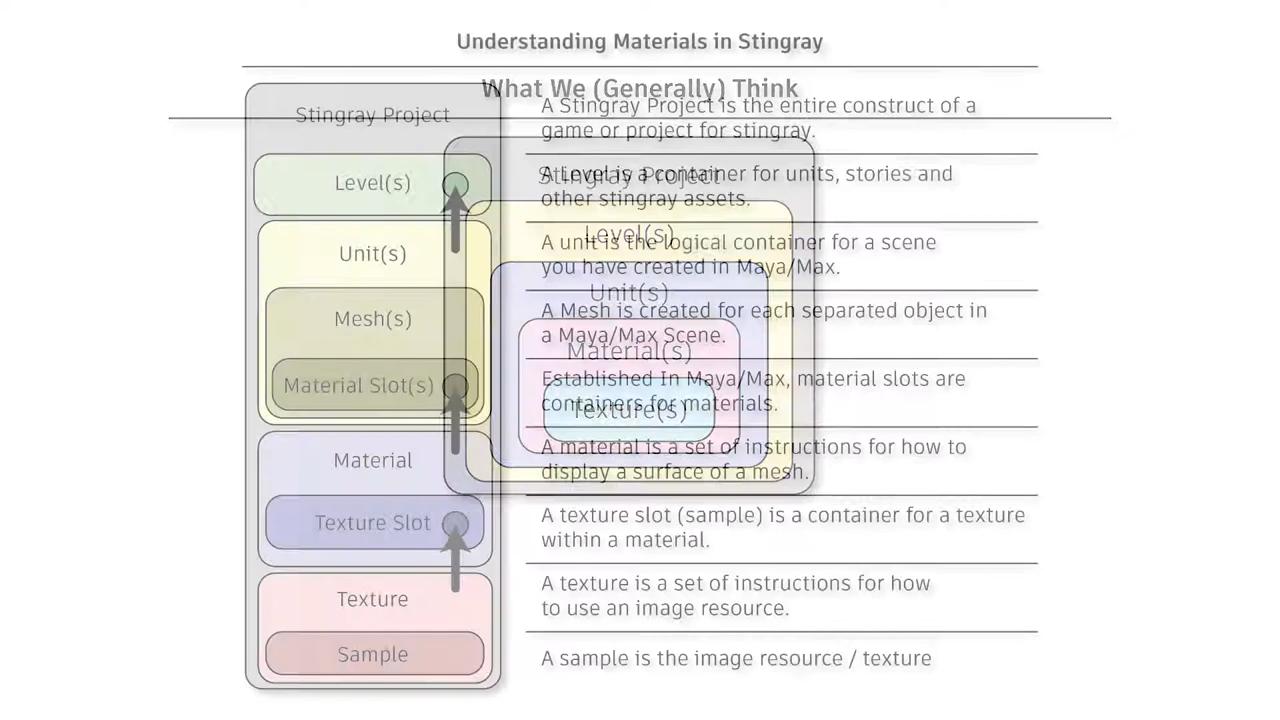 Understanding Materials in Stingray
What We (Generally) Think
Stingray Project
Level(s)
Unit(s)
Mesh(s)
Material Slot(s)
Material
Texture Slot
Texture
Sample
Stingray Project
Level(s)
Unit(s)
Material(s)
Texture(s)
A Stingray Project is the entire construct of a
game or project for stingray.
A Level is a container for units, stories and
other stingray assets.
A unit is the logical container for a scene
you have created in Maya/Max.
A Mesh is created for each separated object in
a Maya/Max Scene.
Established In Maya/Max, material slots are
containers for materials.
A material is a set of instructions for how to
display a surface of a mesh.
A texture slot (sample) is a container for a texture
within a material.
A texture is a set of instructions for how
to use an image resource.
A sample is the image resource / texture